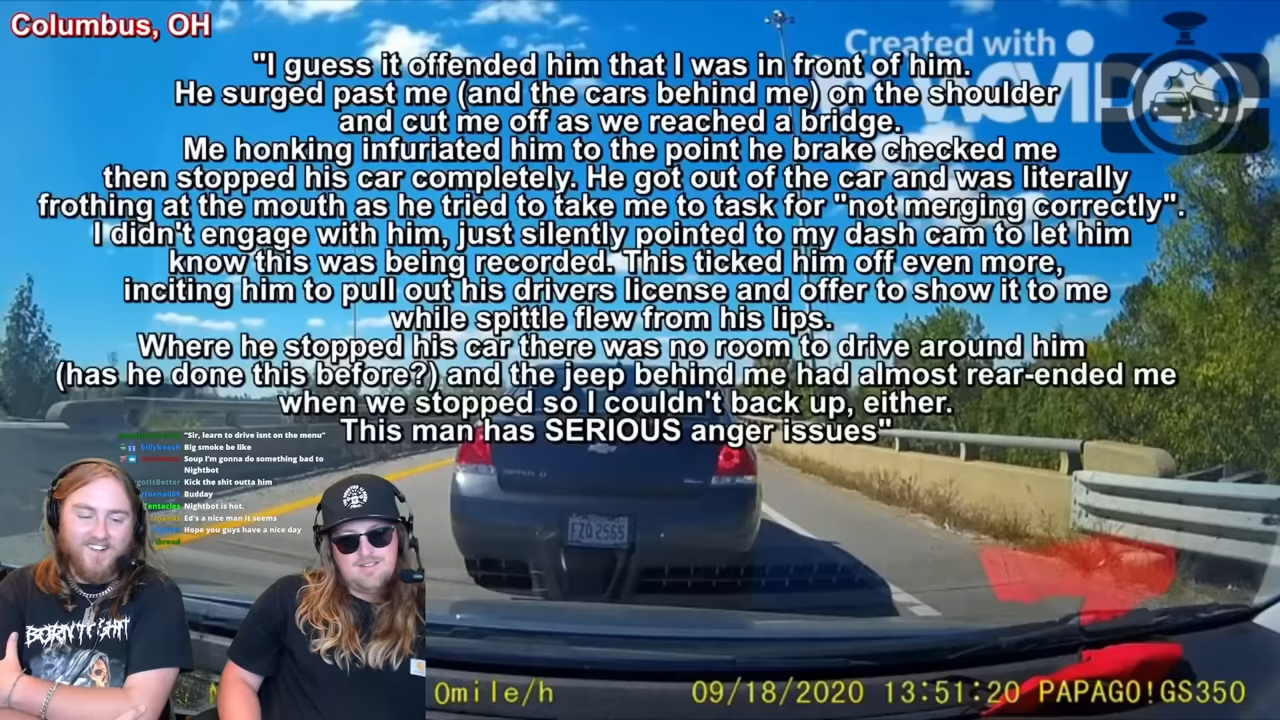 Columbus, OH
Created with
"I guess it offended him that I was in front of him.
He surged past me (and the cars behind me) on the shoulder
and cut me off as we reached a bridge.
Me honking infuriated him to the point he brake checked me
then stopped his car completely. He got out of the car and was literally
frothing at the mouth as he tried to take me to task for "not merging correctly".
I didn't engage with him, just silently pointed to my dash cam to let him
know this was being recorded. This ticked him off even more,
inciting him to pull out his drivers license and offer to show it to me
while spittle flew from his lips.
Where he stopped his car there was no room to drive around him
(has he done this before?) and the jeep behind me had almost rear-ended me
when we stopped so I couldn't back up, either.
This man has SERIOUS anger issues"
"Sir, learn to drive isnt on the menu"
billykoosh Big smoke be like
Soup I'm gonna do something bad to
Nightbot
Kick the shit outta him
Budday
Nightbot is hot.
Ed's a nice man it seems
Hope you guys have a nice day
FZQ 2565
0mile/h
09/18/2020 13:51:20 PAPAGO!GS350